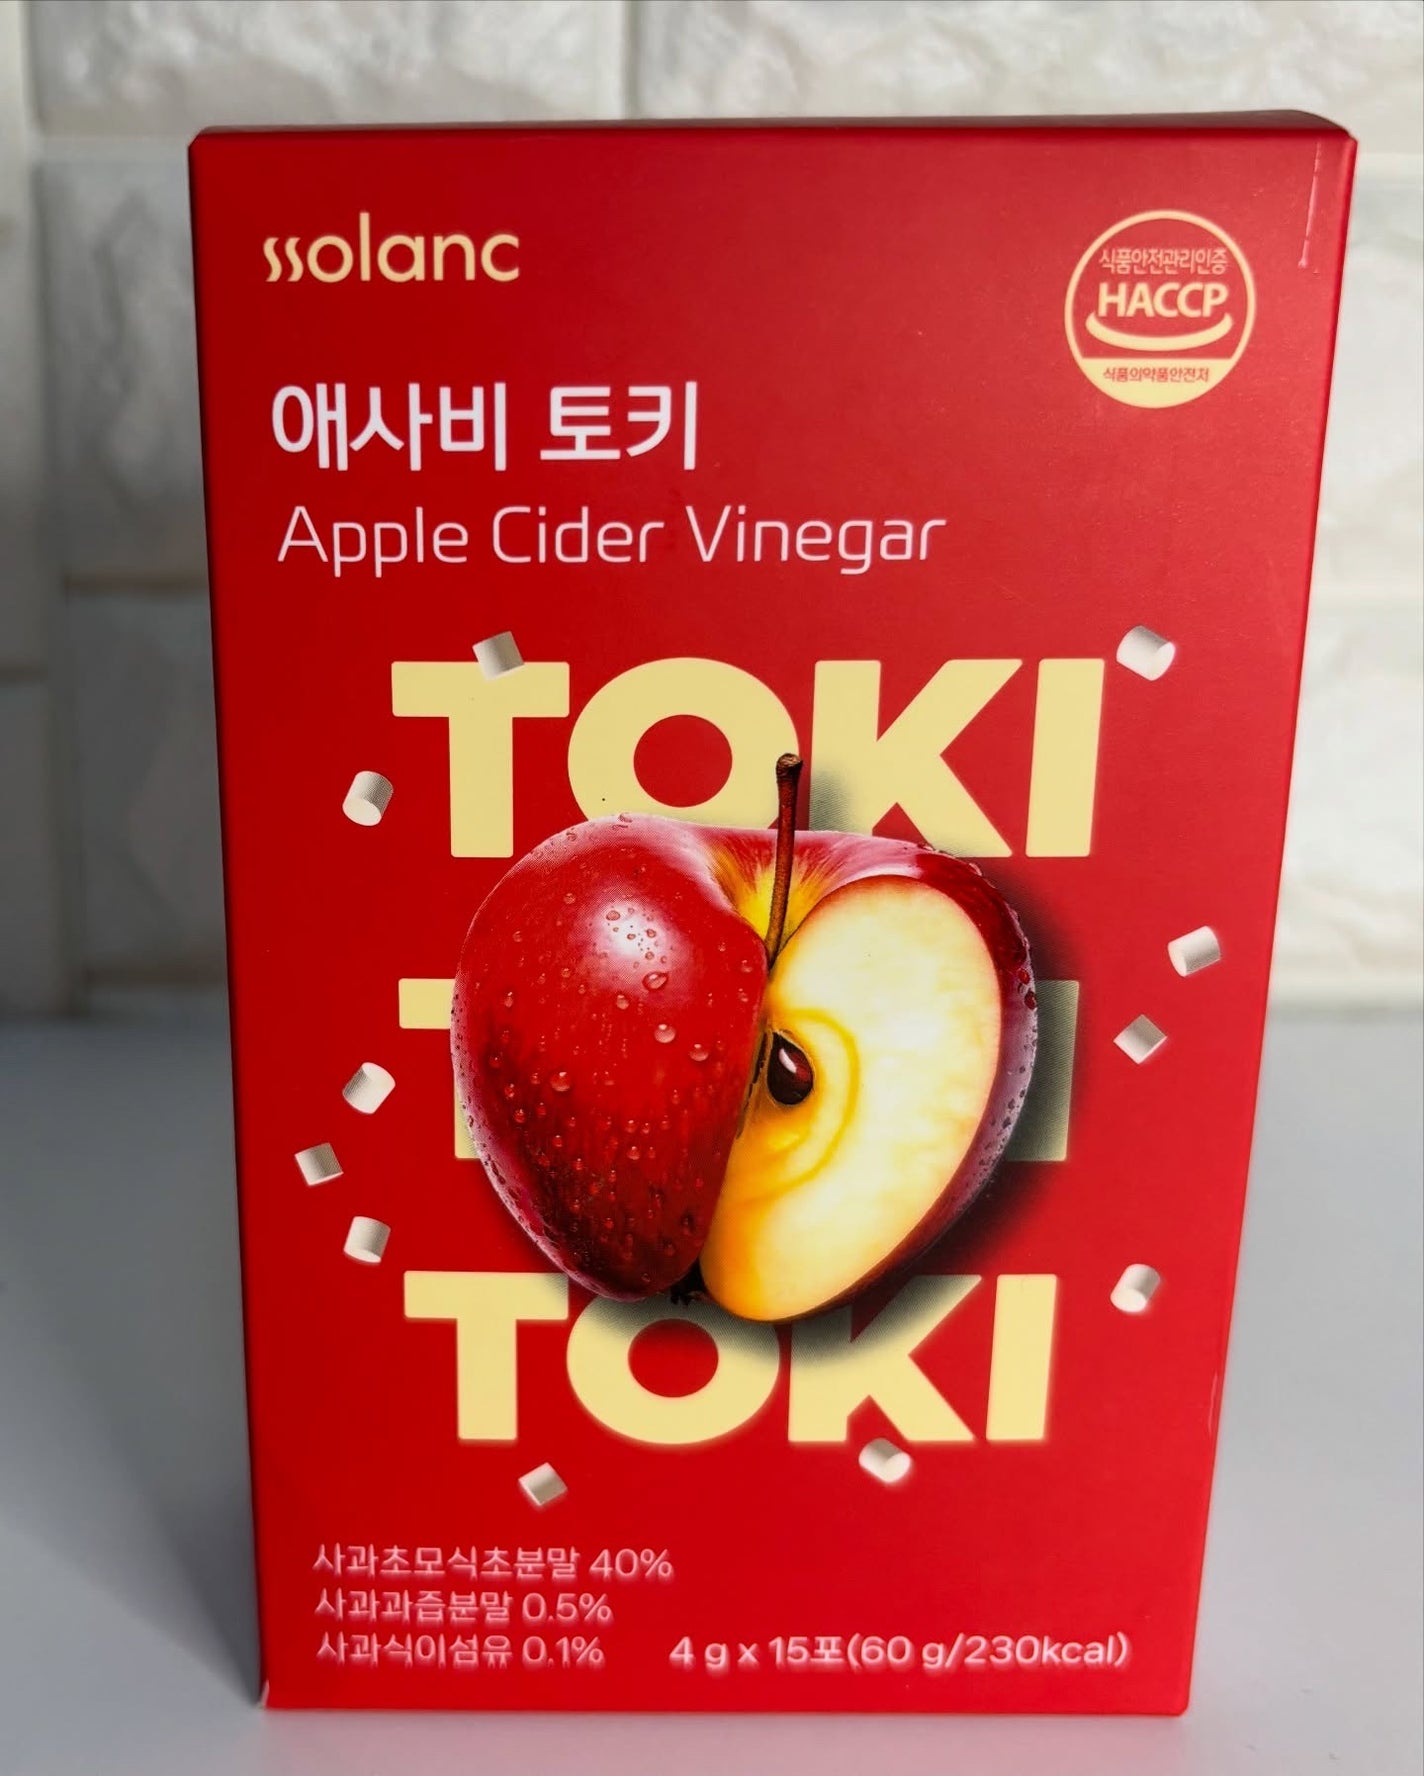 ssolanc
식품안전관리인증
HACCP
식품의약품안전처
애사비 토키
Apple Cider Vinegar
TOKI
TOKI
사과초모식초분말 40%
사과과즙분말 0.5%
사과식이섬유 0.1%
4 g x 15포(60 g/230kcal)